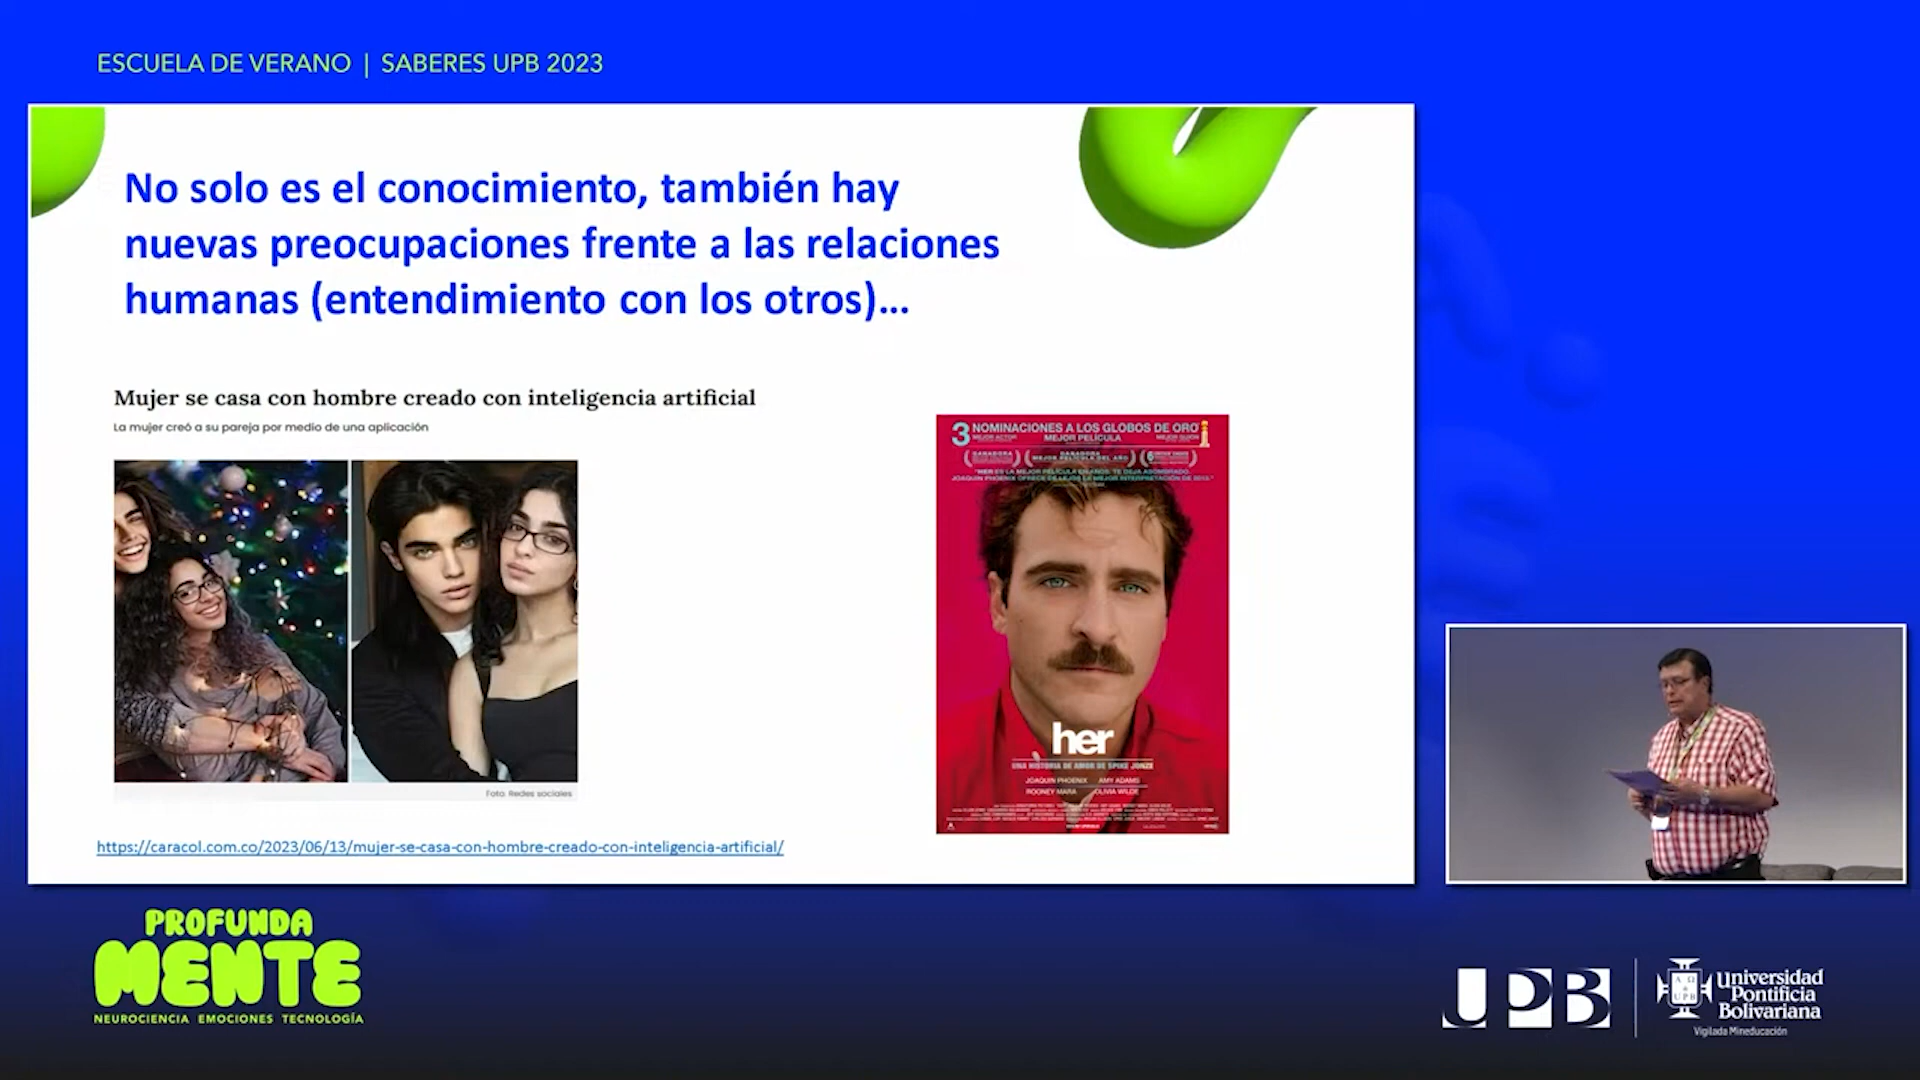 ESCUELA DE VERANO | SABERES UPB 2023
No solo es el conocimiento, también hay
nuevas preocupaciones frente a las relaciones
humanas (entendimiento con los otros)...
Mujer se casa con hombre creado con inteligencia artificial
La mujer creó a su pareja por medio de una aplicación
Foto: Redes sociales
https://caracol.com.co/2023/06/13/mujer-se-casa-con-hombre-creado-con-inteligencia-artificial/
3 NOMINACIONES A LOS GLOBOS DE ORO
MEJOR ACTOR MEJOR PELÍCULA MEJOR GUION
her
UNA HISTORIA DE AMOR DE SPIKE JONZE
JOAQUIN PHOENIX AMY ADAMS
ROONEY MARA OLIVIA WILDE
PROFUNDA
MENTE
NEUROCIENCIA EMOCIONES TECNOLOGÍA
UPB
Universidad
Pontificia
Bolivariana
Vigilada Mineducación